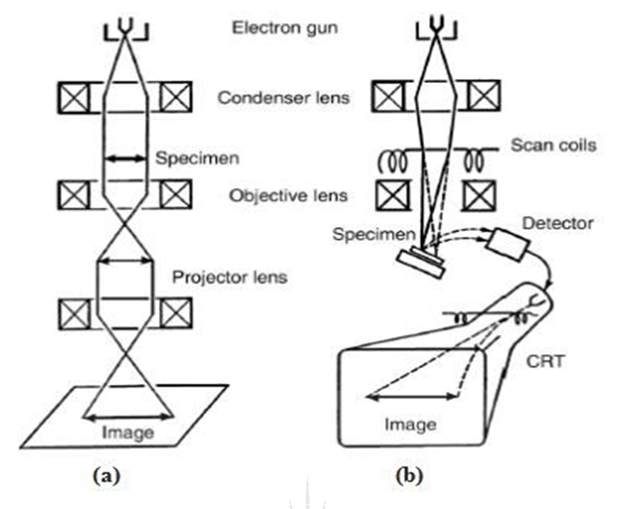 Electron gun
Condenser lens
Scan coils
Specimen
Objective lens
Detector
Specimen
Projector lens
CRT
Image
Image
(a)
(b)